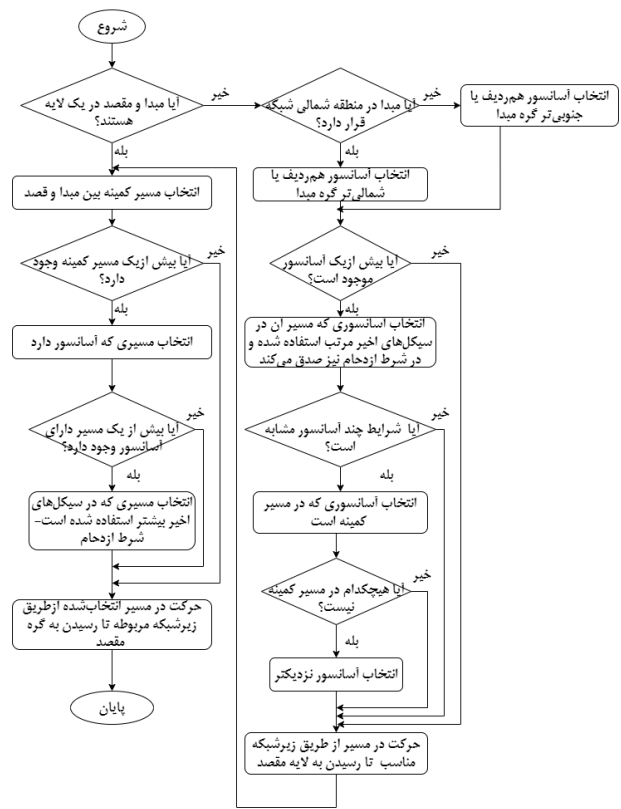 شروع
آیا مبدا و مقصد در یک لایه
هستند؟
خیر
بله
آیا مبدا در منطقه شمالی شبکه
قرار دارد؟
خیر
بله
انتخاب آسانسور هم‌ردیف یا
جنوبی‌تر گره مبدا
انتخاب آسانسور هم‌ردیف یا
شمالی‌تر گره مبدا
آیا بیش ازیک آسانسور
موجود است؟
خیر
بله
انتخاب آسانسوری که مسیر آن در
سیکل‌های اخیر مرتب استفاده شده و
در شرط ازدحام نیز صدق می‌کند
آیا شرایط چند آسانسور مشابه
است؟
خیر
بله
انتخاب آسانسوری که در مسیر
کمینه است
آیا هیچکدام در مسیر کمینه
نیست؟
خیر
بله
انتخاب آسانسور نزدیکتر
حرکت در مسیر از طریق زیرشبکه
مناسب تا رسیدن به لایه مقصد
انتخاب مسیر کمینه بین مبدا و قصد
آیا بیش ازیک مسیر کمینه وجود
دارد؟
خیر
بله
انتخاب مسیری که آسانسور دارد
آیا بیش از یک مسیر دارای
آسانسور وجود دارد؟
خیر
بله
انتخاب مسیری که در سیکل‌های
اخیر بیشتر استفاده شده است-
شرط ازدحام
حرکت در مسیر انتخاب‌شده ازطریق
زیرشبکه مربوطه تا رسیدن به گره
مقصد
پایان